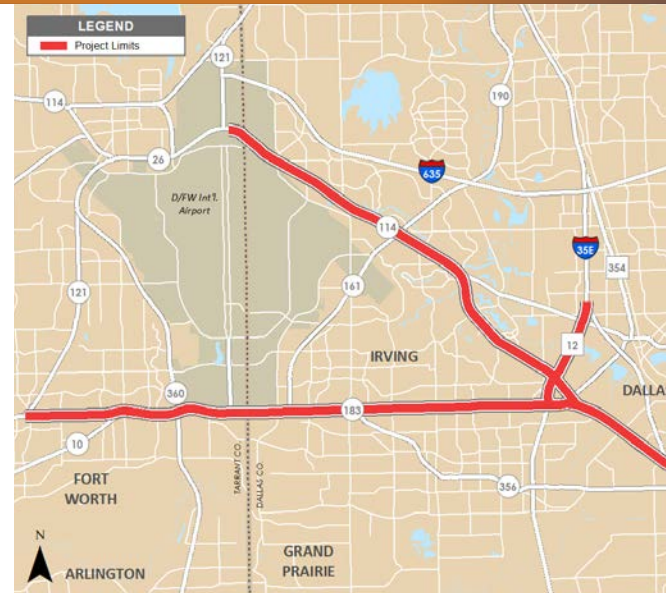 LEGEND
Project Limits
121
114
190
26
635
D/FW Int'l.
Airport
114
35E
354
121
161
12
IRVING
DALLA
360
183
10
TARRANT CO.
DALLAS CO.
FORT
WORTH
356
N
GRAND
PRAIRIE
ARLINGTON